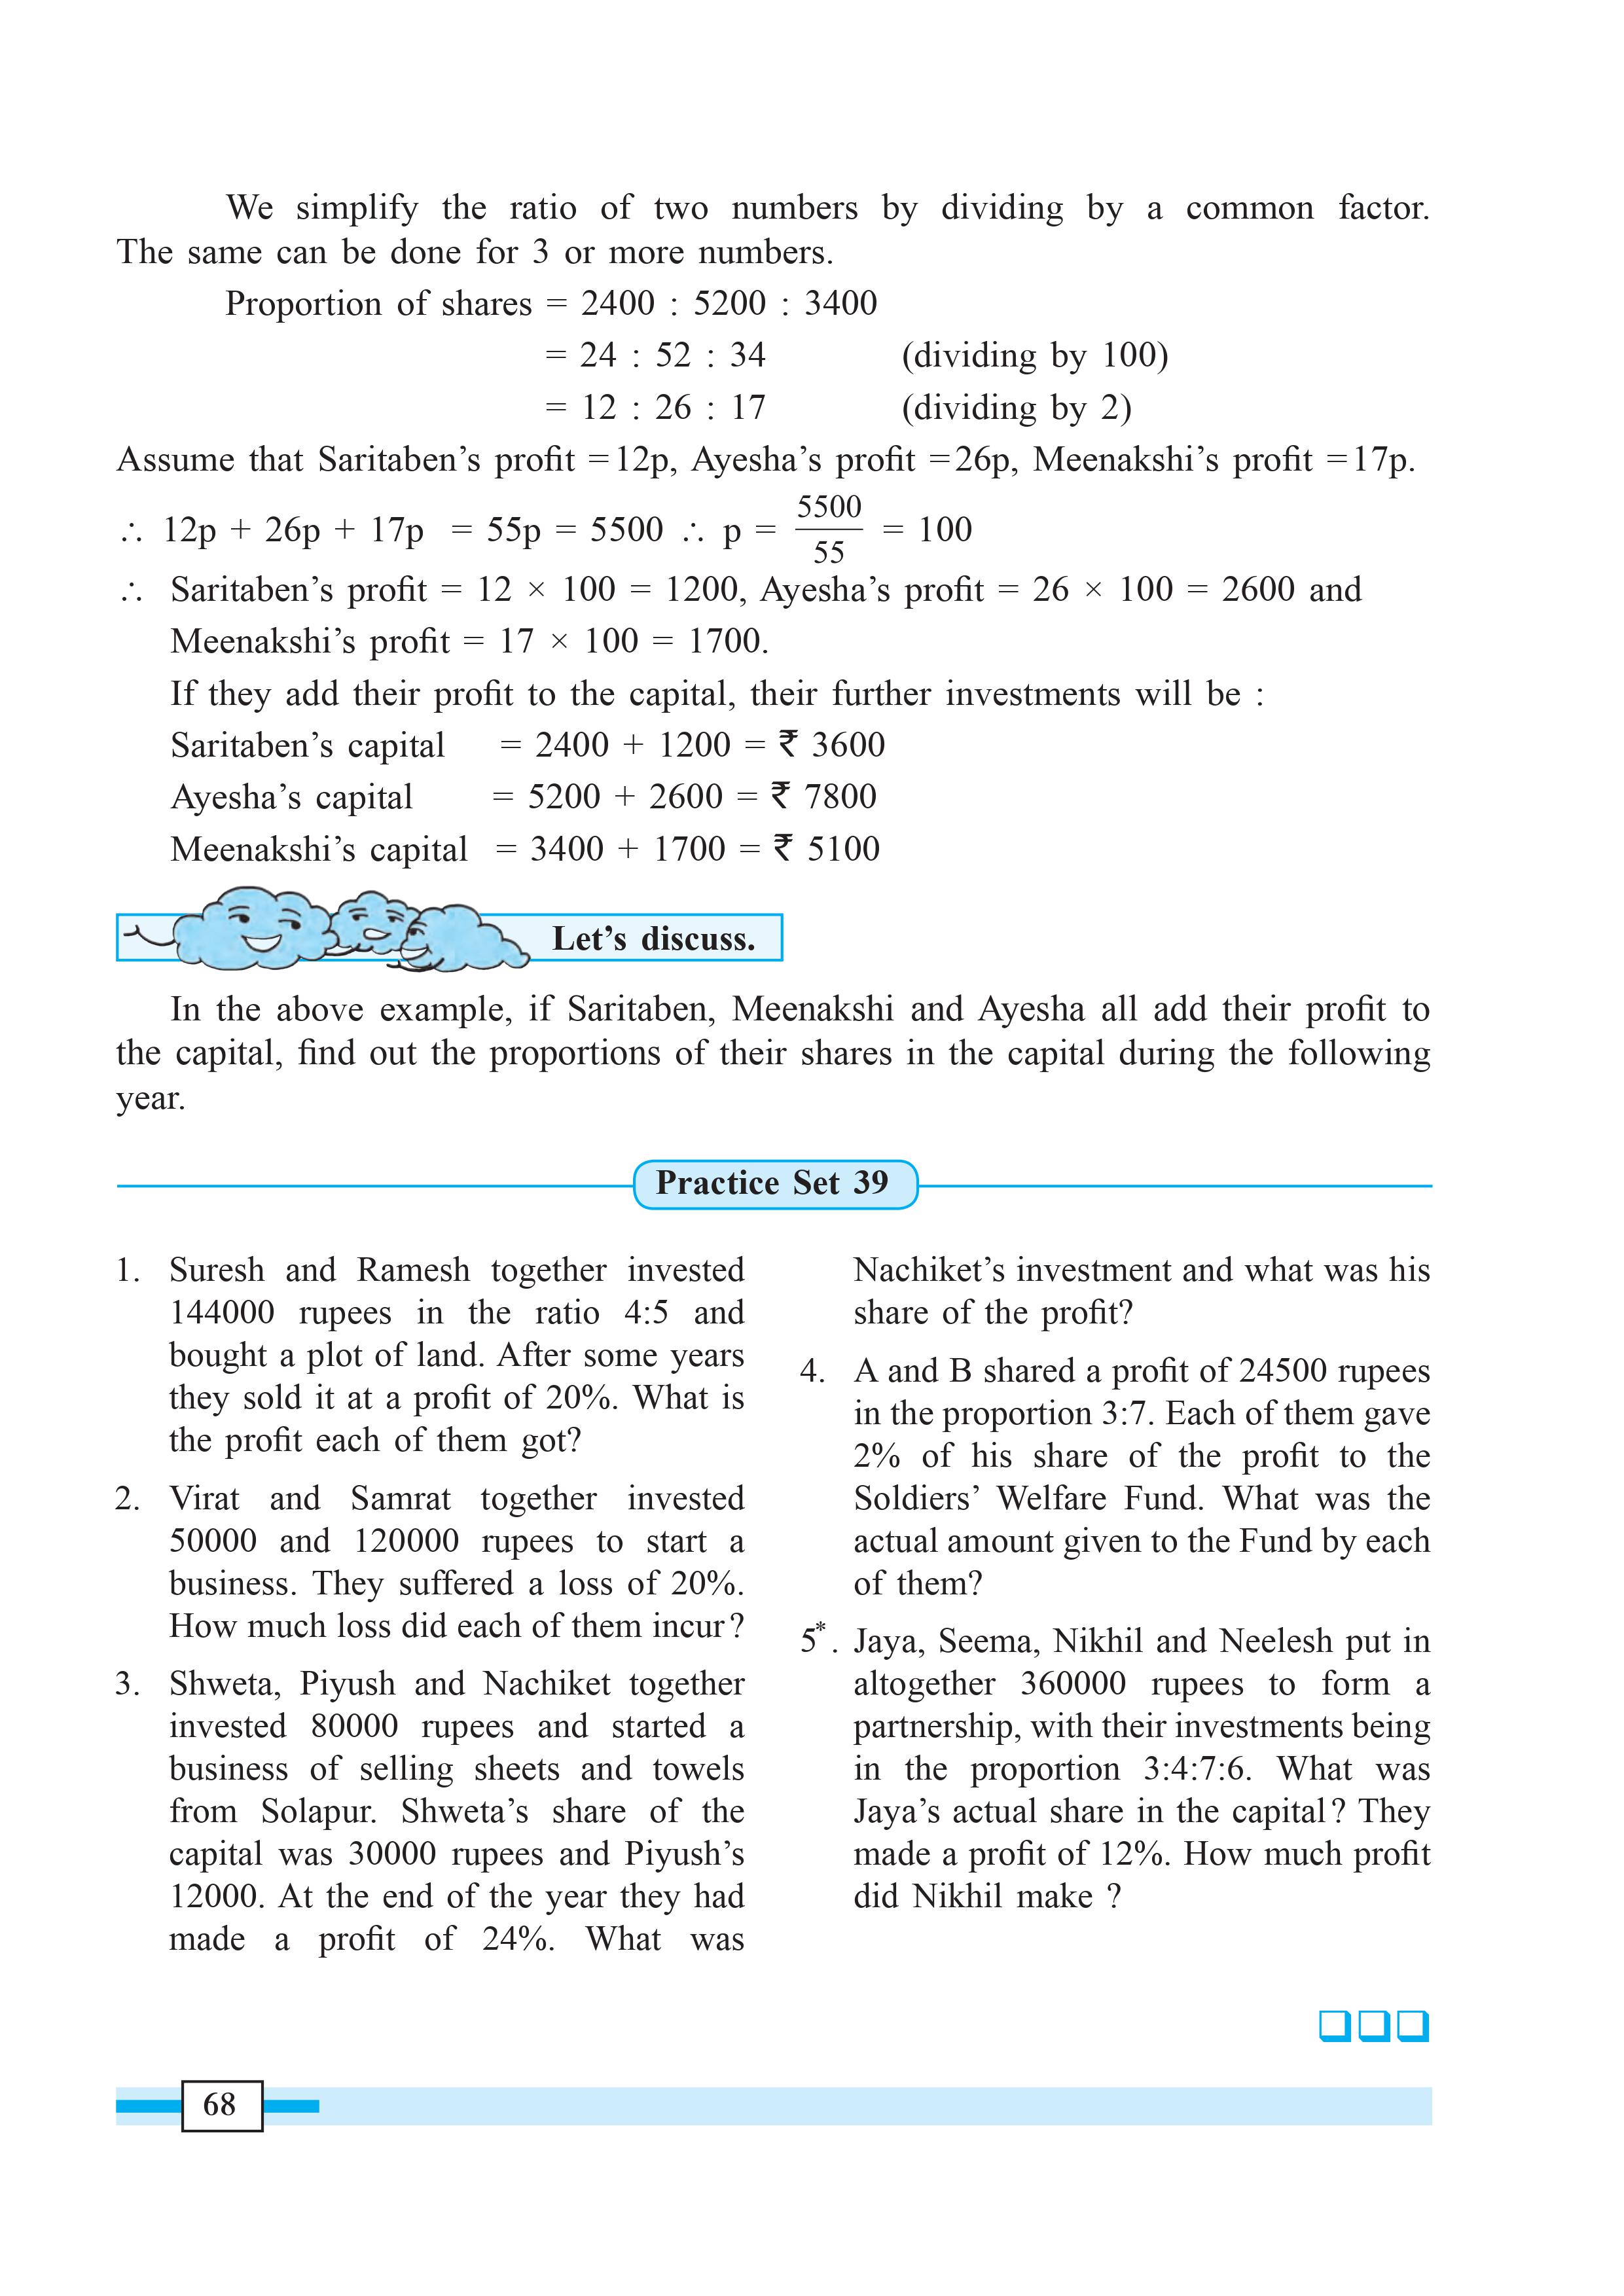 We simplify the ratio of two numbers by dividing by a common factor.
The same can be done for 3 or more numbers.
Proportion of shares = 2400 : 5200 : 3400
= 24 : 52 : 34 (dividing by 100)
= 12 : 26 : 17 (dividing by 2)
Assume that Saritaben’s profit =12p, Ayesha’s profit =26p, Meenakshi’s profit =17p.
∴ 12p + 26p + 17p = 55p = 5500 ∴ p = 5500/55 = 100
∴ Saritaben’s profit = 12 × 100 = 1200, Ayesha’s profit = 26 × 100 = 2600 and
Meenakshi’s profit = 17 × 100 = 1700.
If they add their profit to the capital, their further investments will be :
Saritaben’s capital = 2400 + 1200 = ₹ 3600
Ayesha’s capital = 5200 + 2600 = ₹ 7800
Meenakshi’s capital = 3400 + 1700 = ₹ 5100
Let’s discuss.
In the above example, if Saritaben, Meenakshi and Ayesha all add their profit to
the capital, find out the proportions of their shares in the capital during the following
year.
Practice Set 39
1. Suresh and Ramesh together invested
144000 rupees in the ratio 4:5 and
bought a plot of land. After some years
they sold it at a profit of 20%. What is
the profit each of them got?
2. Virat and Samrat together invested
50000 and 120000 rupees to start a
business. They suffered a loss of 20%.
How much loss did each of them incur?
3. Shweta, Piyush and Nachiket together
invested 80000 rupees and started a
business of selling sheets and towels
from Solapur. Shweta’s share of the
capital was 30000 rupees and Piyush’s
12000. At the end of the year they had
made a profit of 24%. What was
Nachiket’s investment and what was his
share of the profit?
4. A and B shared a profit of 24500 rupees
in the proportion 3:7. Each of them gave
2% of his share of the profit to the
Soldiers’ Welfare Fund. What was the
actual amount given to the Fund by each
of them?
5*. Jaya, Seema, Nikhil and Neelesh put in
altogether 360000 rupees to form a
partnership, with their investments being
in the proportion 3:4:7:6. What was
Jaya’s actual share in the capital? They
made a profit of 12%. How much profit
did Nikhil make ?
68